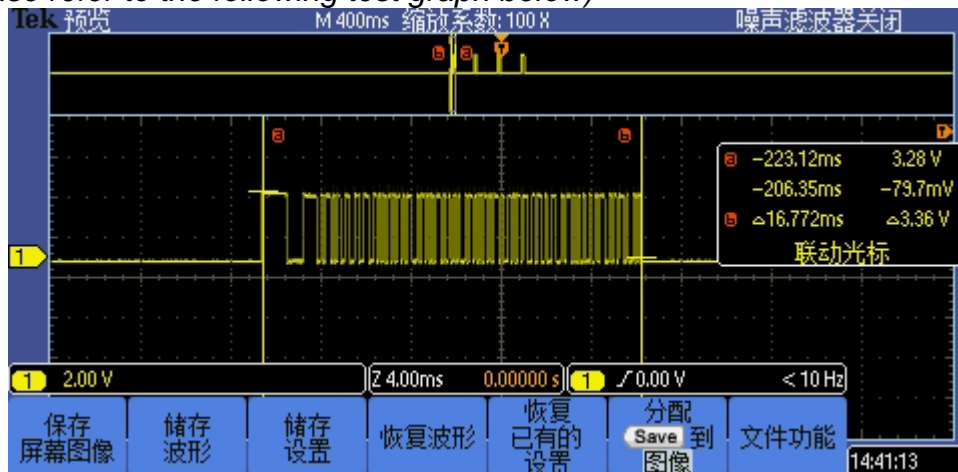 se refer to the following test graph below)
Tek 预览 M 400ms 缩放系数: 100 X 噪声滤波器关闭
b a T
a b
a -223.12ms 3.28 V
-206.35ms -79.7mV
b △16.772ms △3.36 V
联动光标
1
1 2.00 V Z 4.00ms 0.00000 s 1 ∫ 0.00 V < 10 Hz
保存 屏幕图像
储存 波形
储存 设置
恢复波形
恢复 已有的 设置
分配 Save 到 图像
文件功能
14:41:13